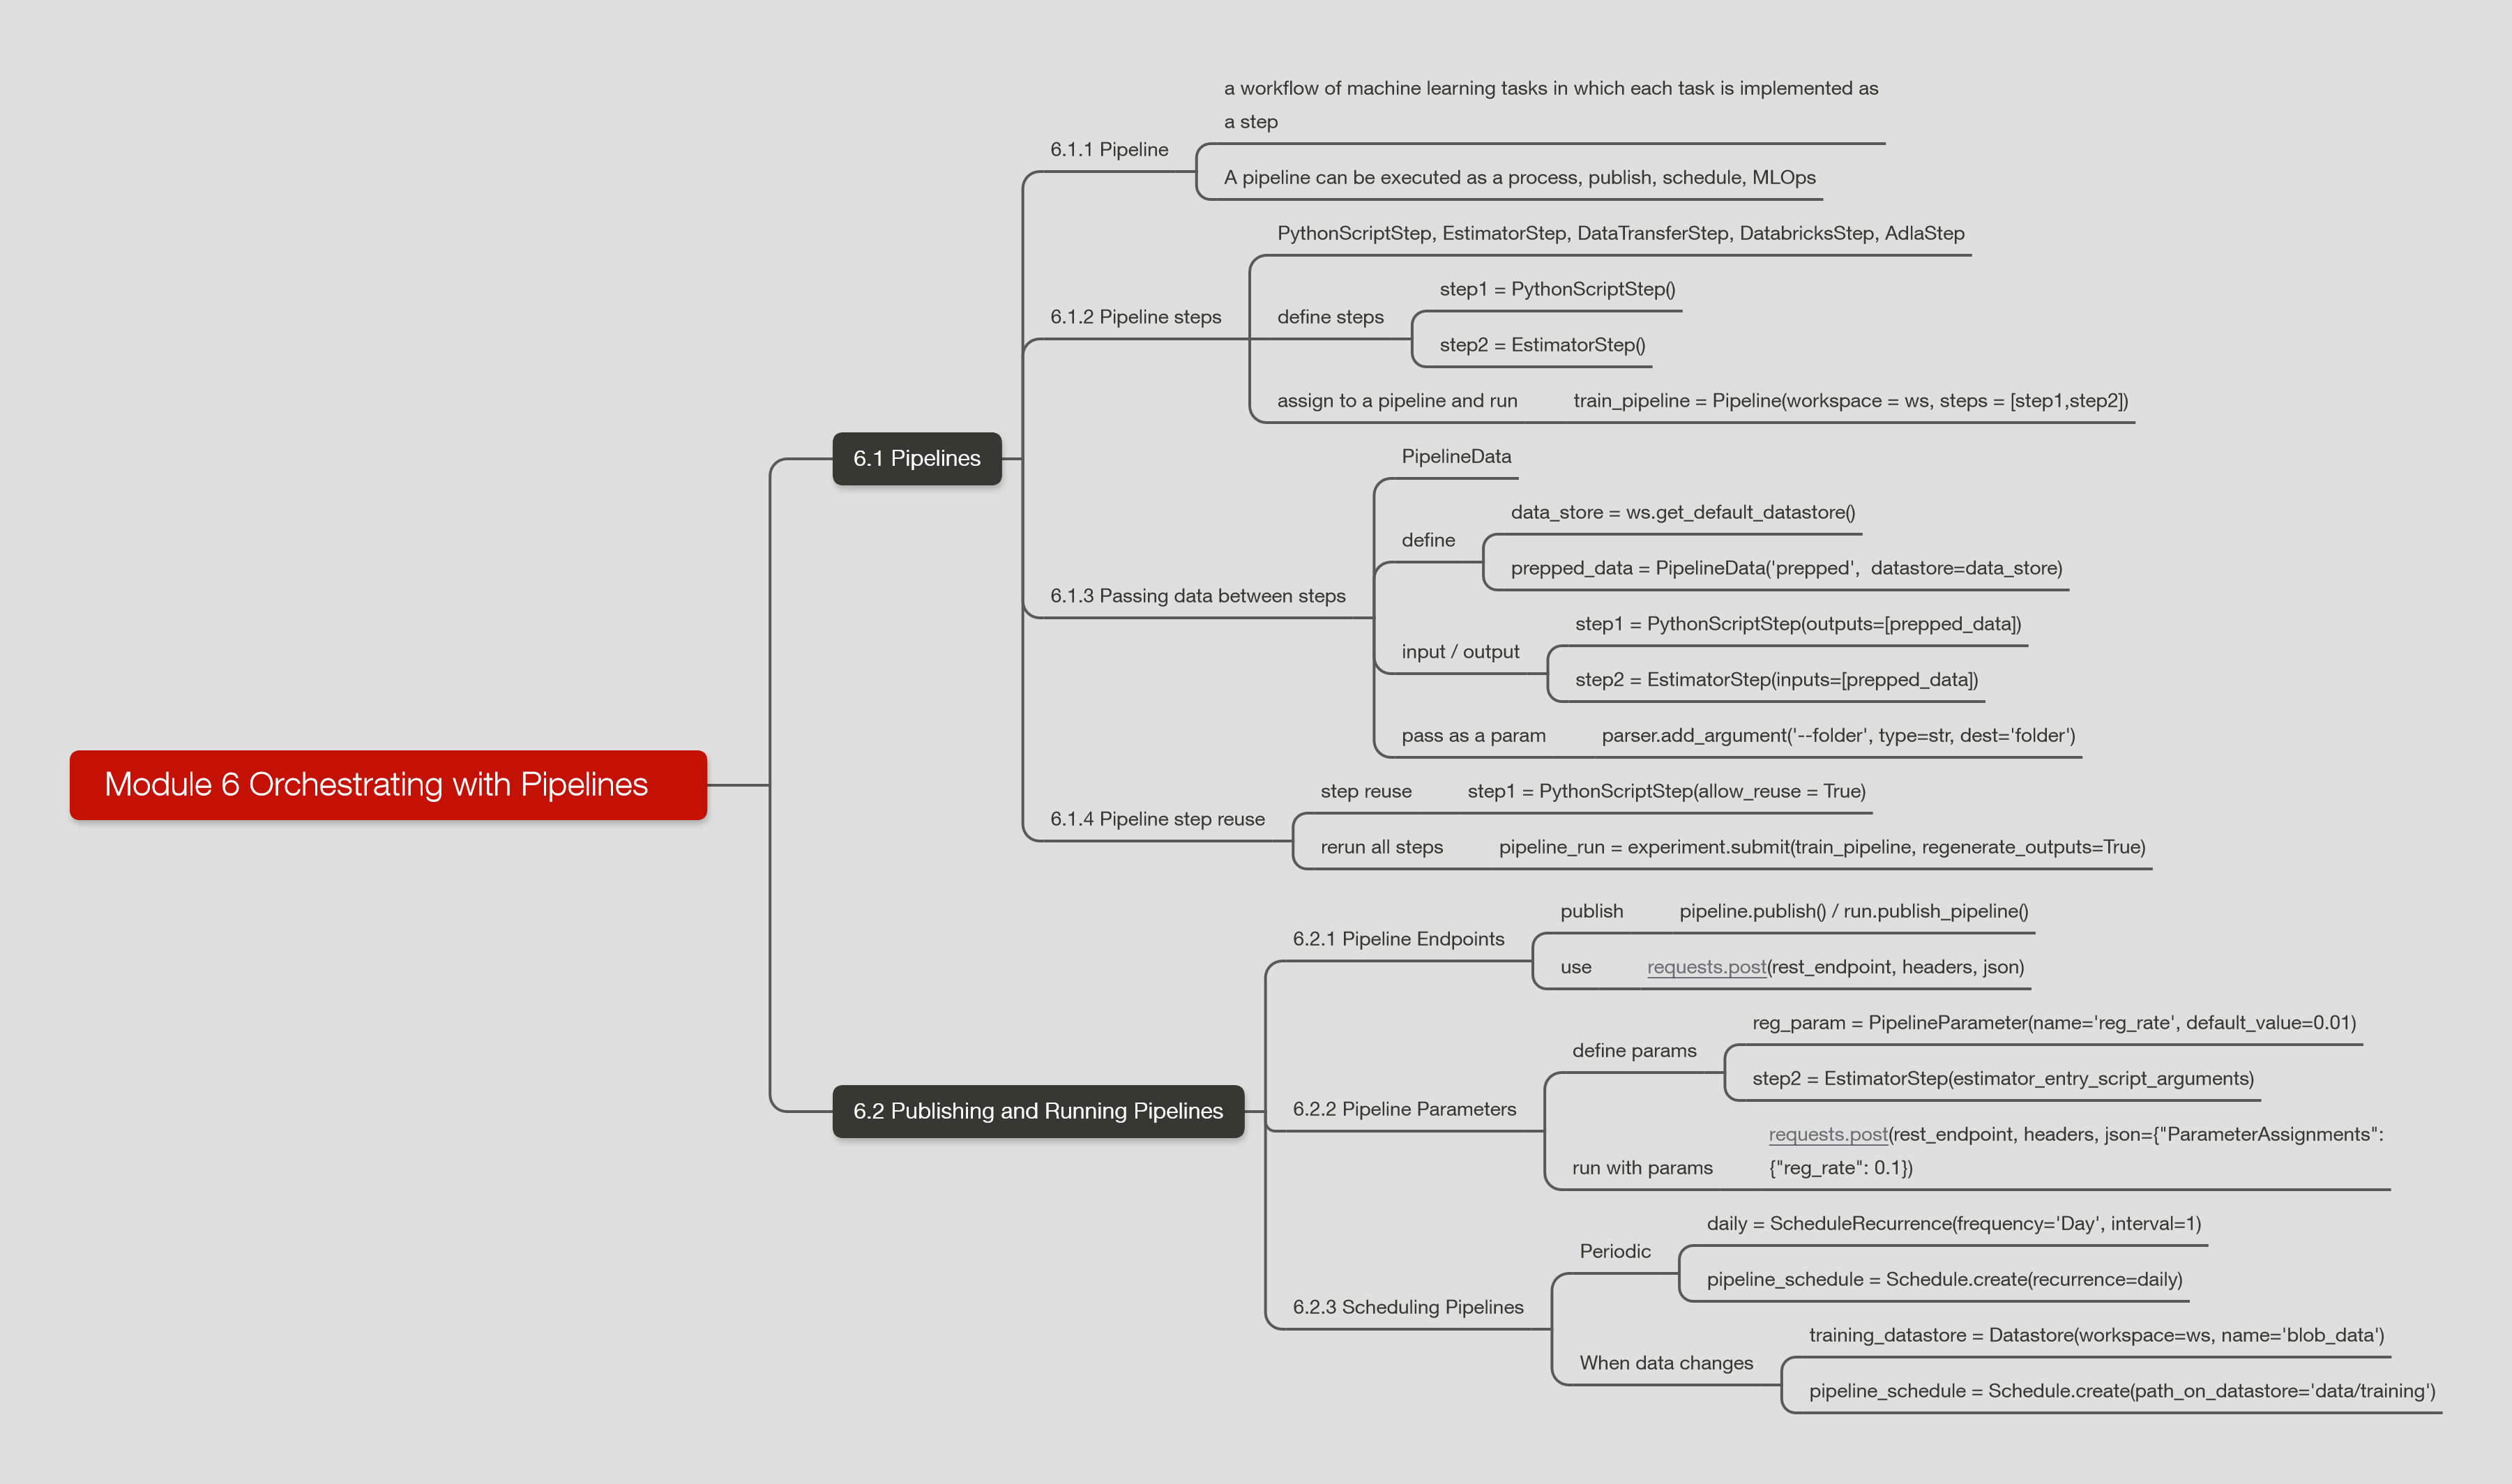 Module 6 Orchestrating with Pipelines
6.1 Pipelines
6.1.1 Pipeline
a workflow of machine learning tasks in which each task is implemented as
a step
A pipeline can be executed as a process, publish, schedule, MLOps
6.1.2 Pipeline steps
PythonScriptStep, EstimatorStep, DataTransferStep, DatabricksStep, AdlaStep
define steps
step1 = PythonScriptStep()
step2 = EstimatorStep()
assign to a pipeline and run
train_pipeline = Pipeline(workspace = ws, steps = [step1,step2])
6.1.3 Passing data between steps
PipelineData
define
data_store = ws.get_default_datastore()
prepped_data = PipelineData('prepped',  datastore=data_store)
input / output
step1 = PythonScriptStep(outputs=[prepped_data])
step2 = EstimatorStep(inputs=[prepped_data])
pass as a param
parser.add_argument('--folder', type=str, dest='folder')
6.1.4 Pipeline step reuse
step reuse
step1 = PythonScriptStep(allow_reuse = True)
rerun all steps
pipeline_run = experiment.submit(train_pipeline, regenerate_outputs=True)
6.2 Publishing and Running Pipelines
6.2.1 Pipeline Endpoints
publish
pipeline.publish() / run.publish_pipeline()
use
requests.post(rest_endpoint, headers, json)
6.2.2 Pipeline Parameters
define params
reg_param = PipelineParameter(name='reg_rate', default_value=0.01)
step2 = EstimatorStep(estimator_entry_script_arguments)
run with params
requests.post(rest_endpoint, headers, json={"ParameterAssignments":
{"reg_rate": 0.1})
6.2.3 Scheduling Pipelines
Periodic
daily = ScheduleRecurrence(frequency='Day', interval=1)
pipeline_schedule = Schedule.create(recurrence=daily)
When data changes
training_datastore = Datastore(workspace=ws, name='blob_data')
pipeline_schedule = Schedule.create(path_on_datastore='data/training')